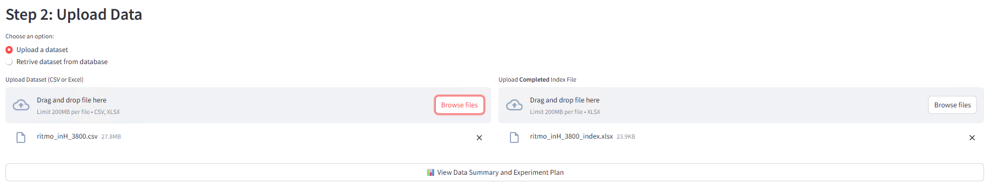 Step 2: Upload Data
Choose an option:
Upload a dataset
Retrive dataset from database
Upload Dataset (CSV or Excel)
Drag and drop file here
Limit 200MB per file • CSV, XLSX
Browse files
ritmo_inH_3800.csv 27.8MB
Upload Completed Index File
Drag and drop file here
Limit 200MB per file • XLSX
Browse files
ritmo_inH_3800_index.xlsx 23.9KB
View Data Summary and Experiment Plan